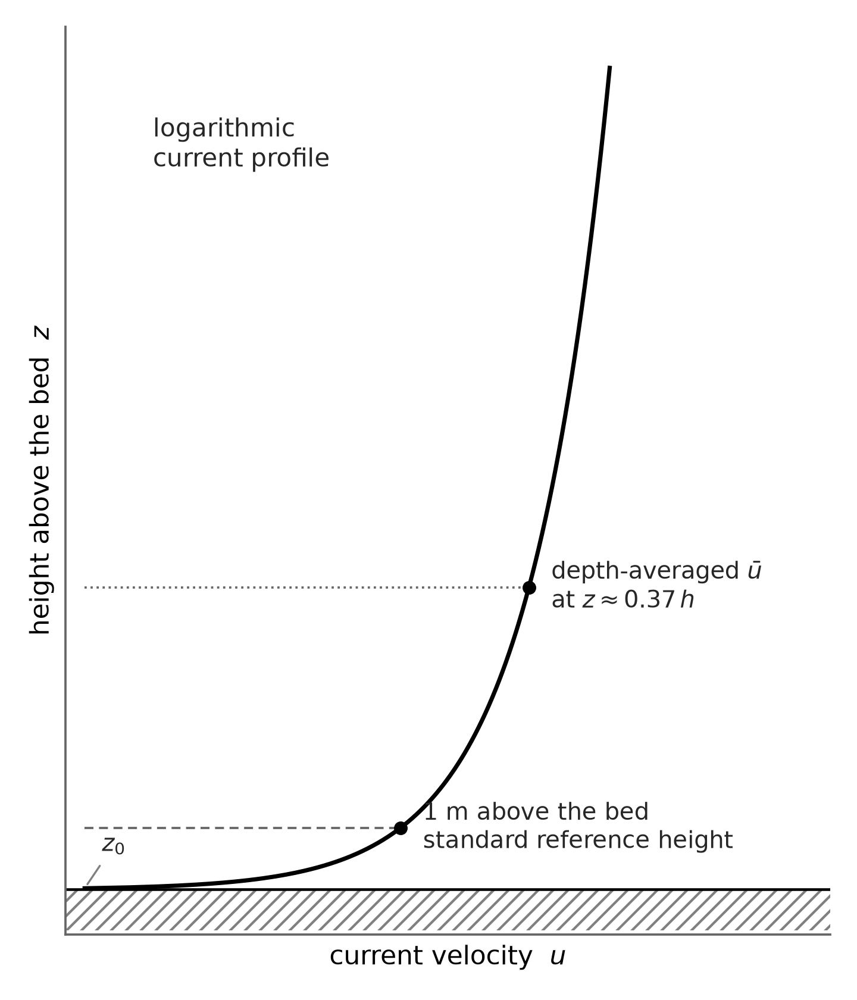 logarithmic
current profile
height above the bed z
depth-averaged ū
at z ≈ 0.37 h
1 m above the bed
standard reference height
z₀
current velocity u